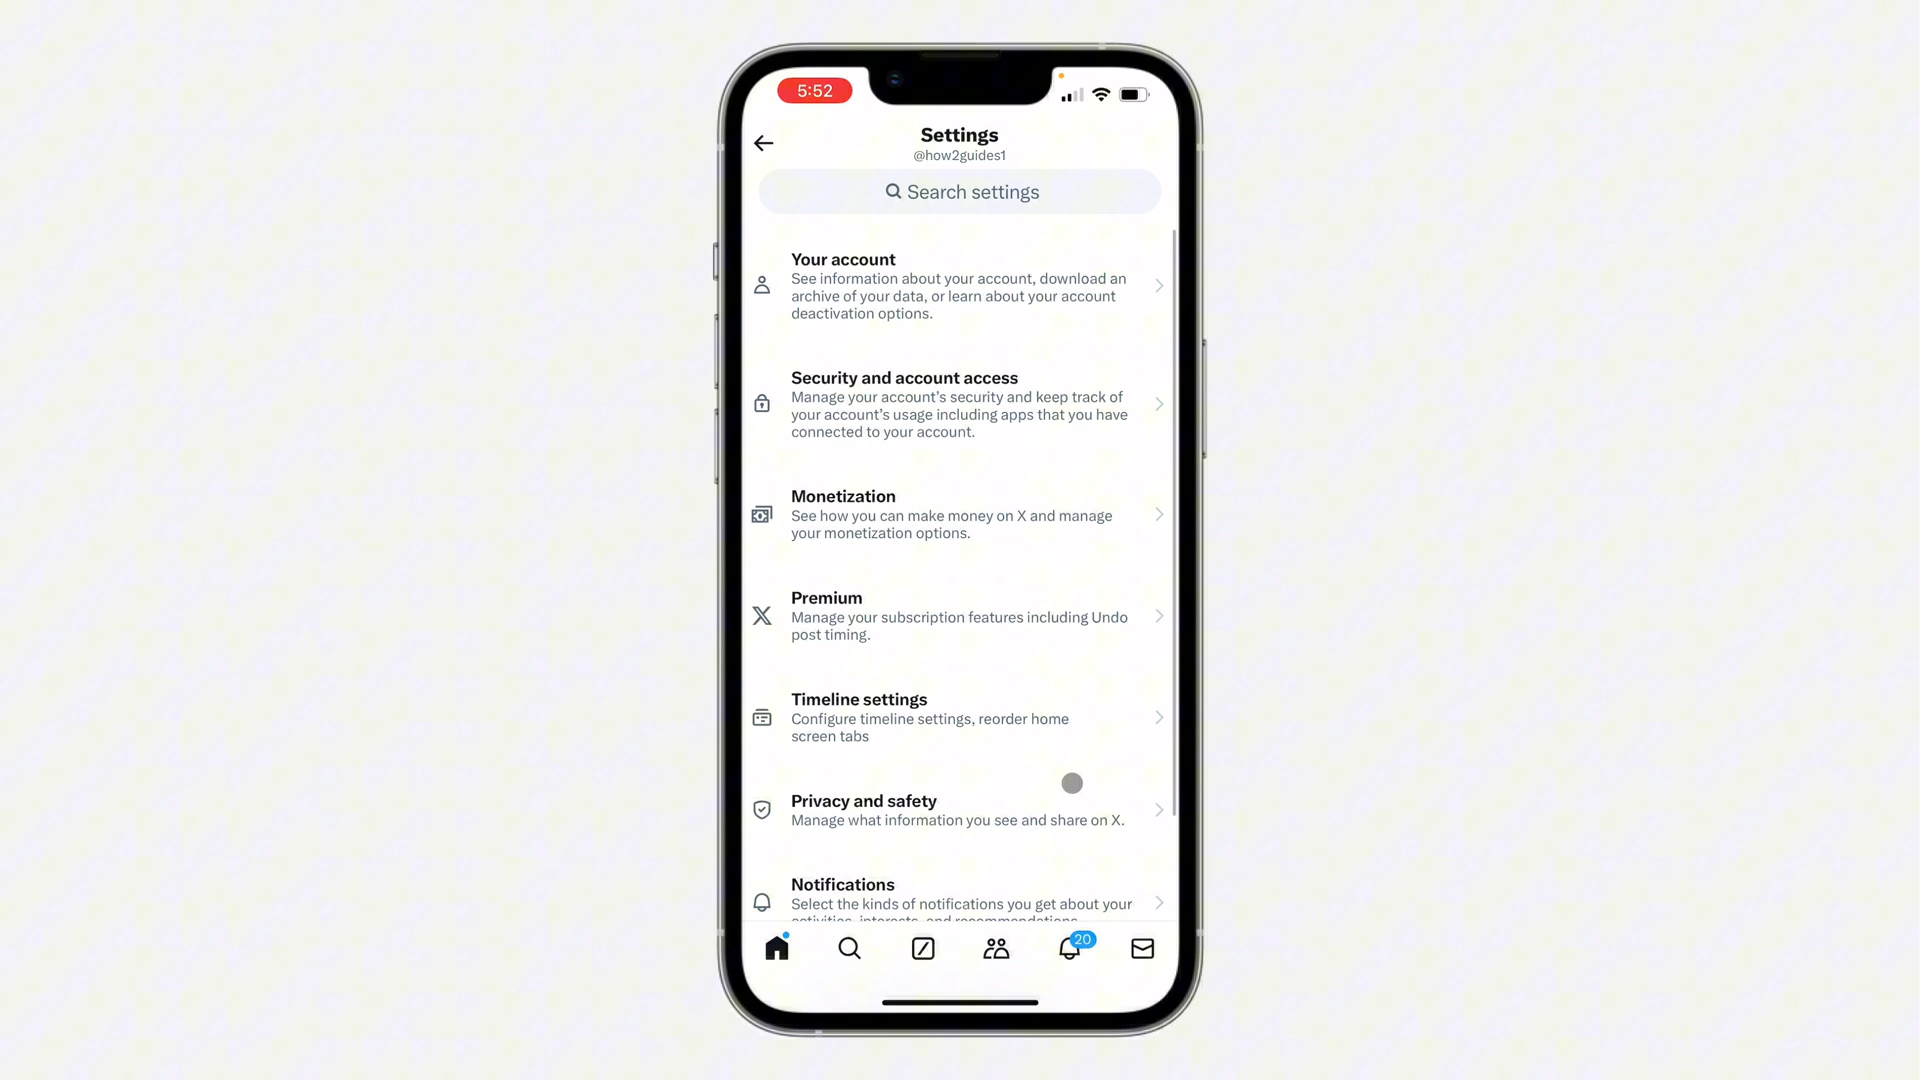 5:52
Settings
@how2guides1
Search settings
Your account
See information about your account, download an
archive of your data, or learn about your account
deactivation options.
Security and account access
Manage your account’s security and keep track of
your account’s usage including apps that you have
connected to your account.
Monetization
See how you can make money on X and manage
your monetization options.
Premium
Manage your subscription features including Undo
post timing.
Timeline settings
Configure timeline settings, reorder home
screen tabs
Privacy and safety
Manage what information you see and share on X.
Notifications
Select the kinds of notifications you get about your
activities, interests, and recommendations.
20